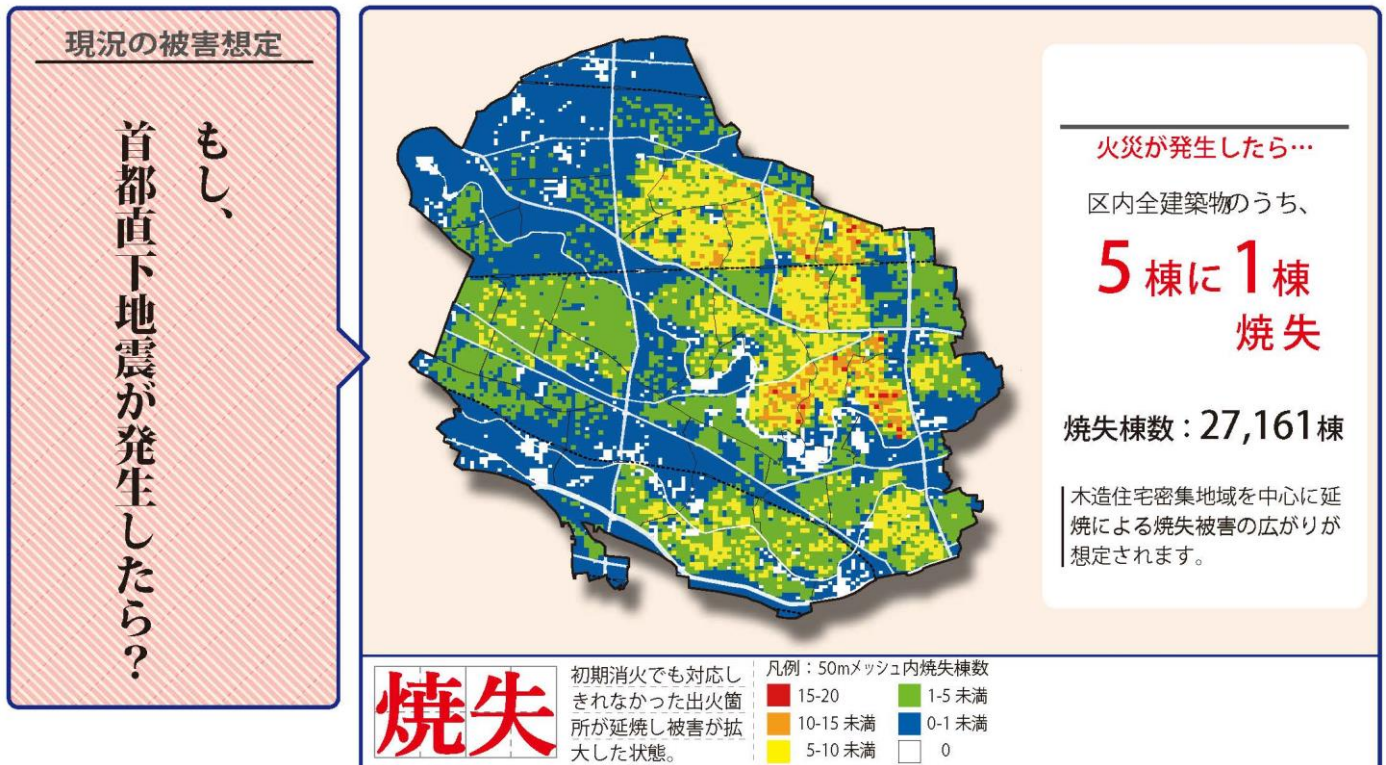 現況の被害想定
もし、
首都直下地震が発生したら？
火災が発生したら…
区内全建築物のうち、
5棟に1棟
焼失
焼失棟数：27,161棟
木造住宅密集地域を中心に延
焼による焼失被害の広がりが
想定されます。
焼失
初期消火でも対応し
きれなかった出火箇
所が延焼し被害が拡
大した状態。
凡例：50mメッシュ内焼失棟数
15-20
10-15 未満
5-10 未満
1-5 未満
0-1 未満
0